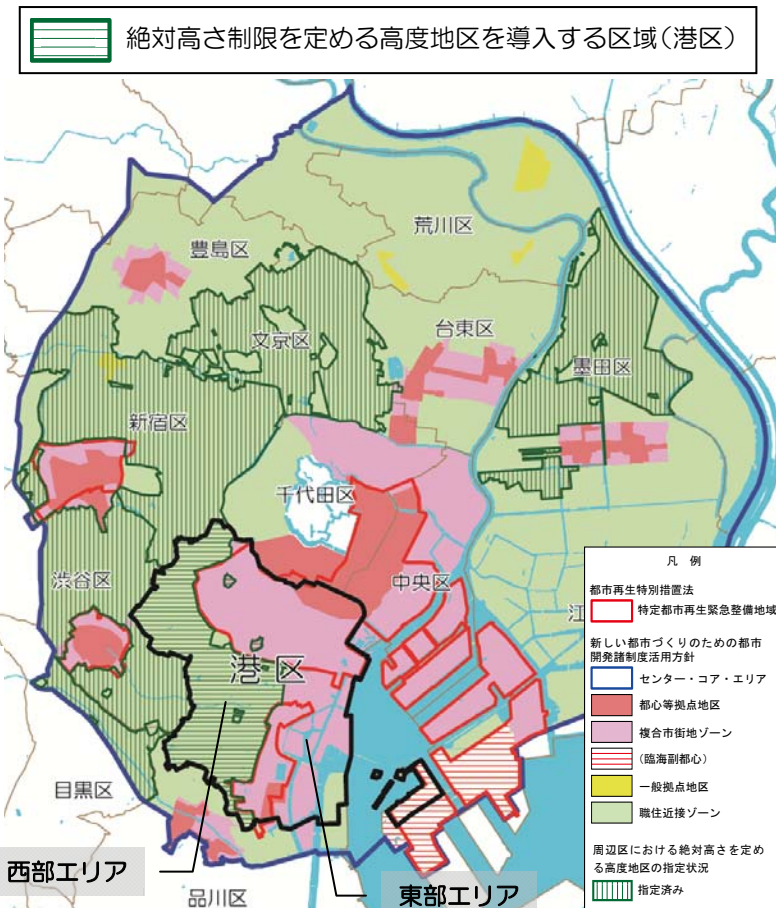 絶対高さ制限を定める高度地区を導入する区域(港区)
荒川区
豊島区
台東区
文京区
墨田区
新宿区
千代田区
渋谷区
中央区
江
港区
目黒区
西部エリア
品川区
東部エリア
凡 例
都市再生特別措置法
特定都市再生緊急整備地域
新しい都市づくりのための都市
開発諸制度活用方針
センター・コア・エリア
都心等拠点地区
複合市街地ゾーン
(臨海副都心)
一般拠点地区
職住近接ゾーン
周辺区における絶対高さを定め
る高度地区の指定状況
指定済み